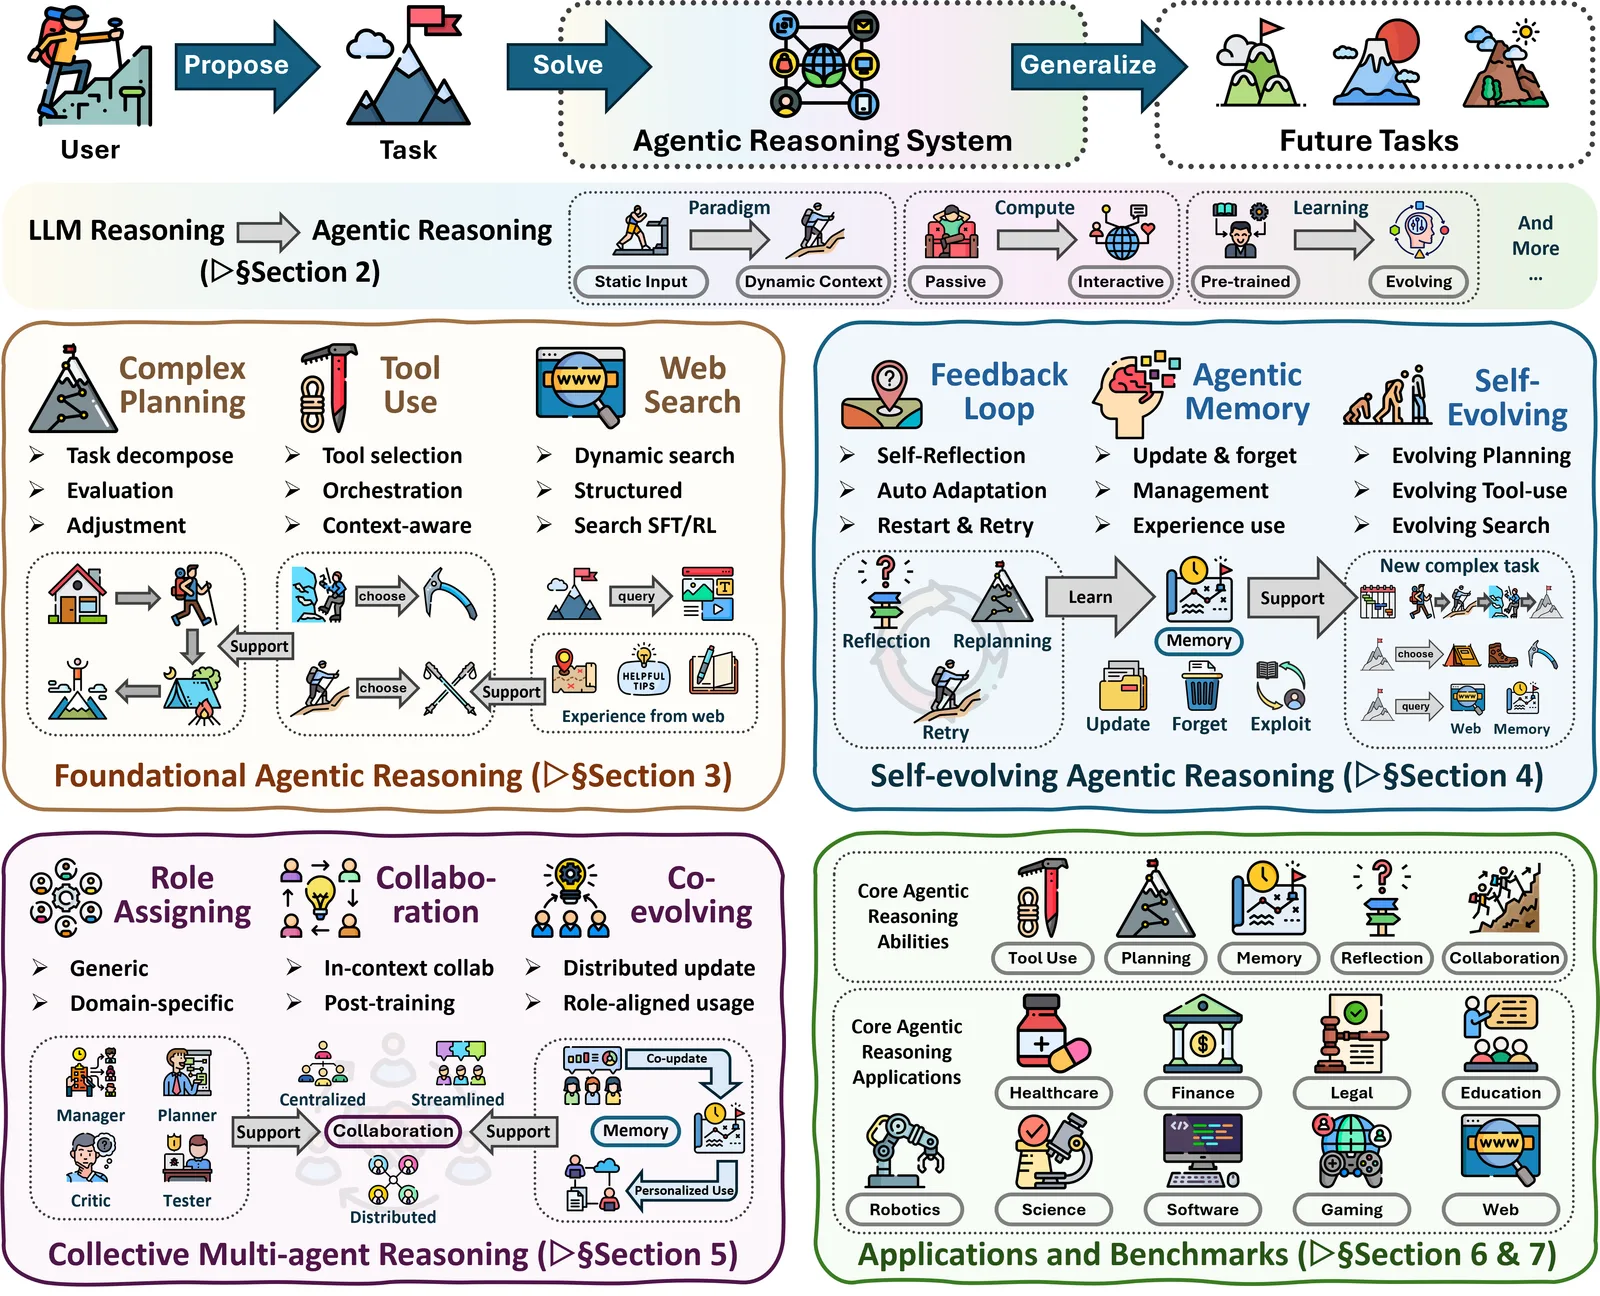 Propose
Solve
Generalize
User
Task
Agentic Reasoning System
Future Tasks
LLM Reasoning
Agentic Reasoning
(▷§Section 2)
Paradigm
Static Input
Dynamic Context
Compute
Passive
Interactive
Learning
Pre-trained
Evolving
And
More
...
Complex
Planning
➢ Task decompose
➢ Evaluation
➢ Adjustment
Tool
Use
➢ Tool selection
➢ Orchestration
➢ Context-aware
Web
Search
➢ Dynamic search
➢ Structured
➢ Search SFT/RL
WWW
Support
choose
choose
Support
query
T
HELPFUL
TIPS
Experience from web
Foundational Agentic Reasoning (▷§Section 3)
Feedback
Loop
➢ Self-Reflection
➢ Auto Adaptation
➢ Restart & Retry
Agentic
Memory
➢ Update & forget
➢ Management
➢ Experience use
Self-
Evolving
➢ Evolving Planning
➢ Evolving Tool-use
➢ Evolving Search
?
?
Reflection
Replanning
Retry
Learn
Memory
Update
Forget
Exploit
Support
New complex task
choose
query
WWW
Web
Memory
Self-evolving Agentic Reasoning (▷§Section 4)
Role
Assigning
➢ Generic
➢ Domain-specific
Collabo-
ration
➢ In-context collab
➢ Post-training
Co-
evolving
➢ Distributed update
➢ Role-aligned usage
Manager
Planner
Critic
Tester
?
Support
Centralized
Streamlined
Collaboration
Distributed
Support
Co-update
Memory
Personalized Use
Collective Multi-agent Reasoning (▷§Section 5)
Core Agentic
Reasoning
Abilities
?
Tool Use
Planning
Memory
Reflection
Collaboration
Core Agentic
Reasoning
Applications
$
Healthcare
Finance
Legal
Education
</>
WWW
Robotics
Science
Software
Gaming
Web
Applications and Benchmarks (▷§Section 6 & 7)